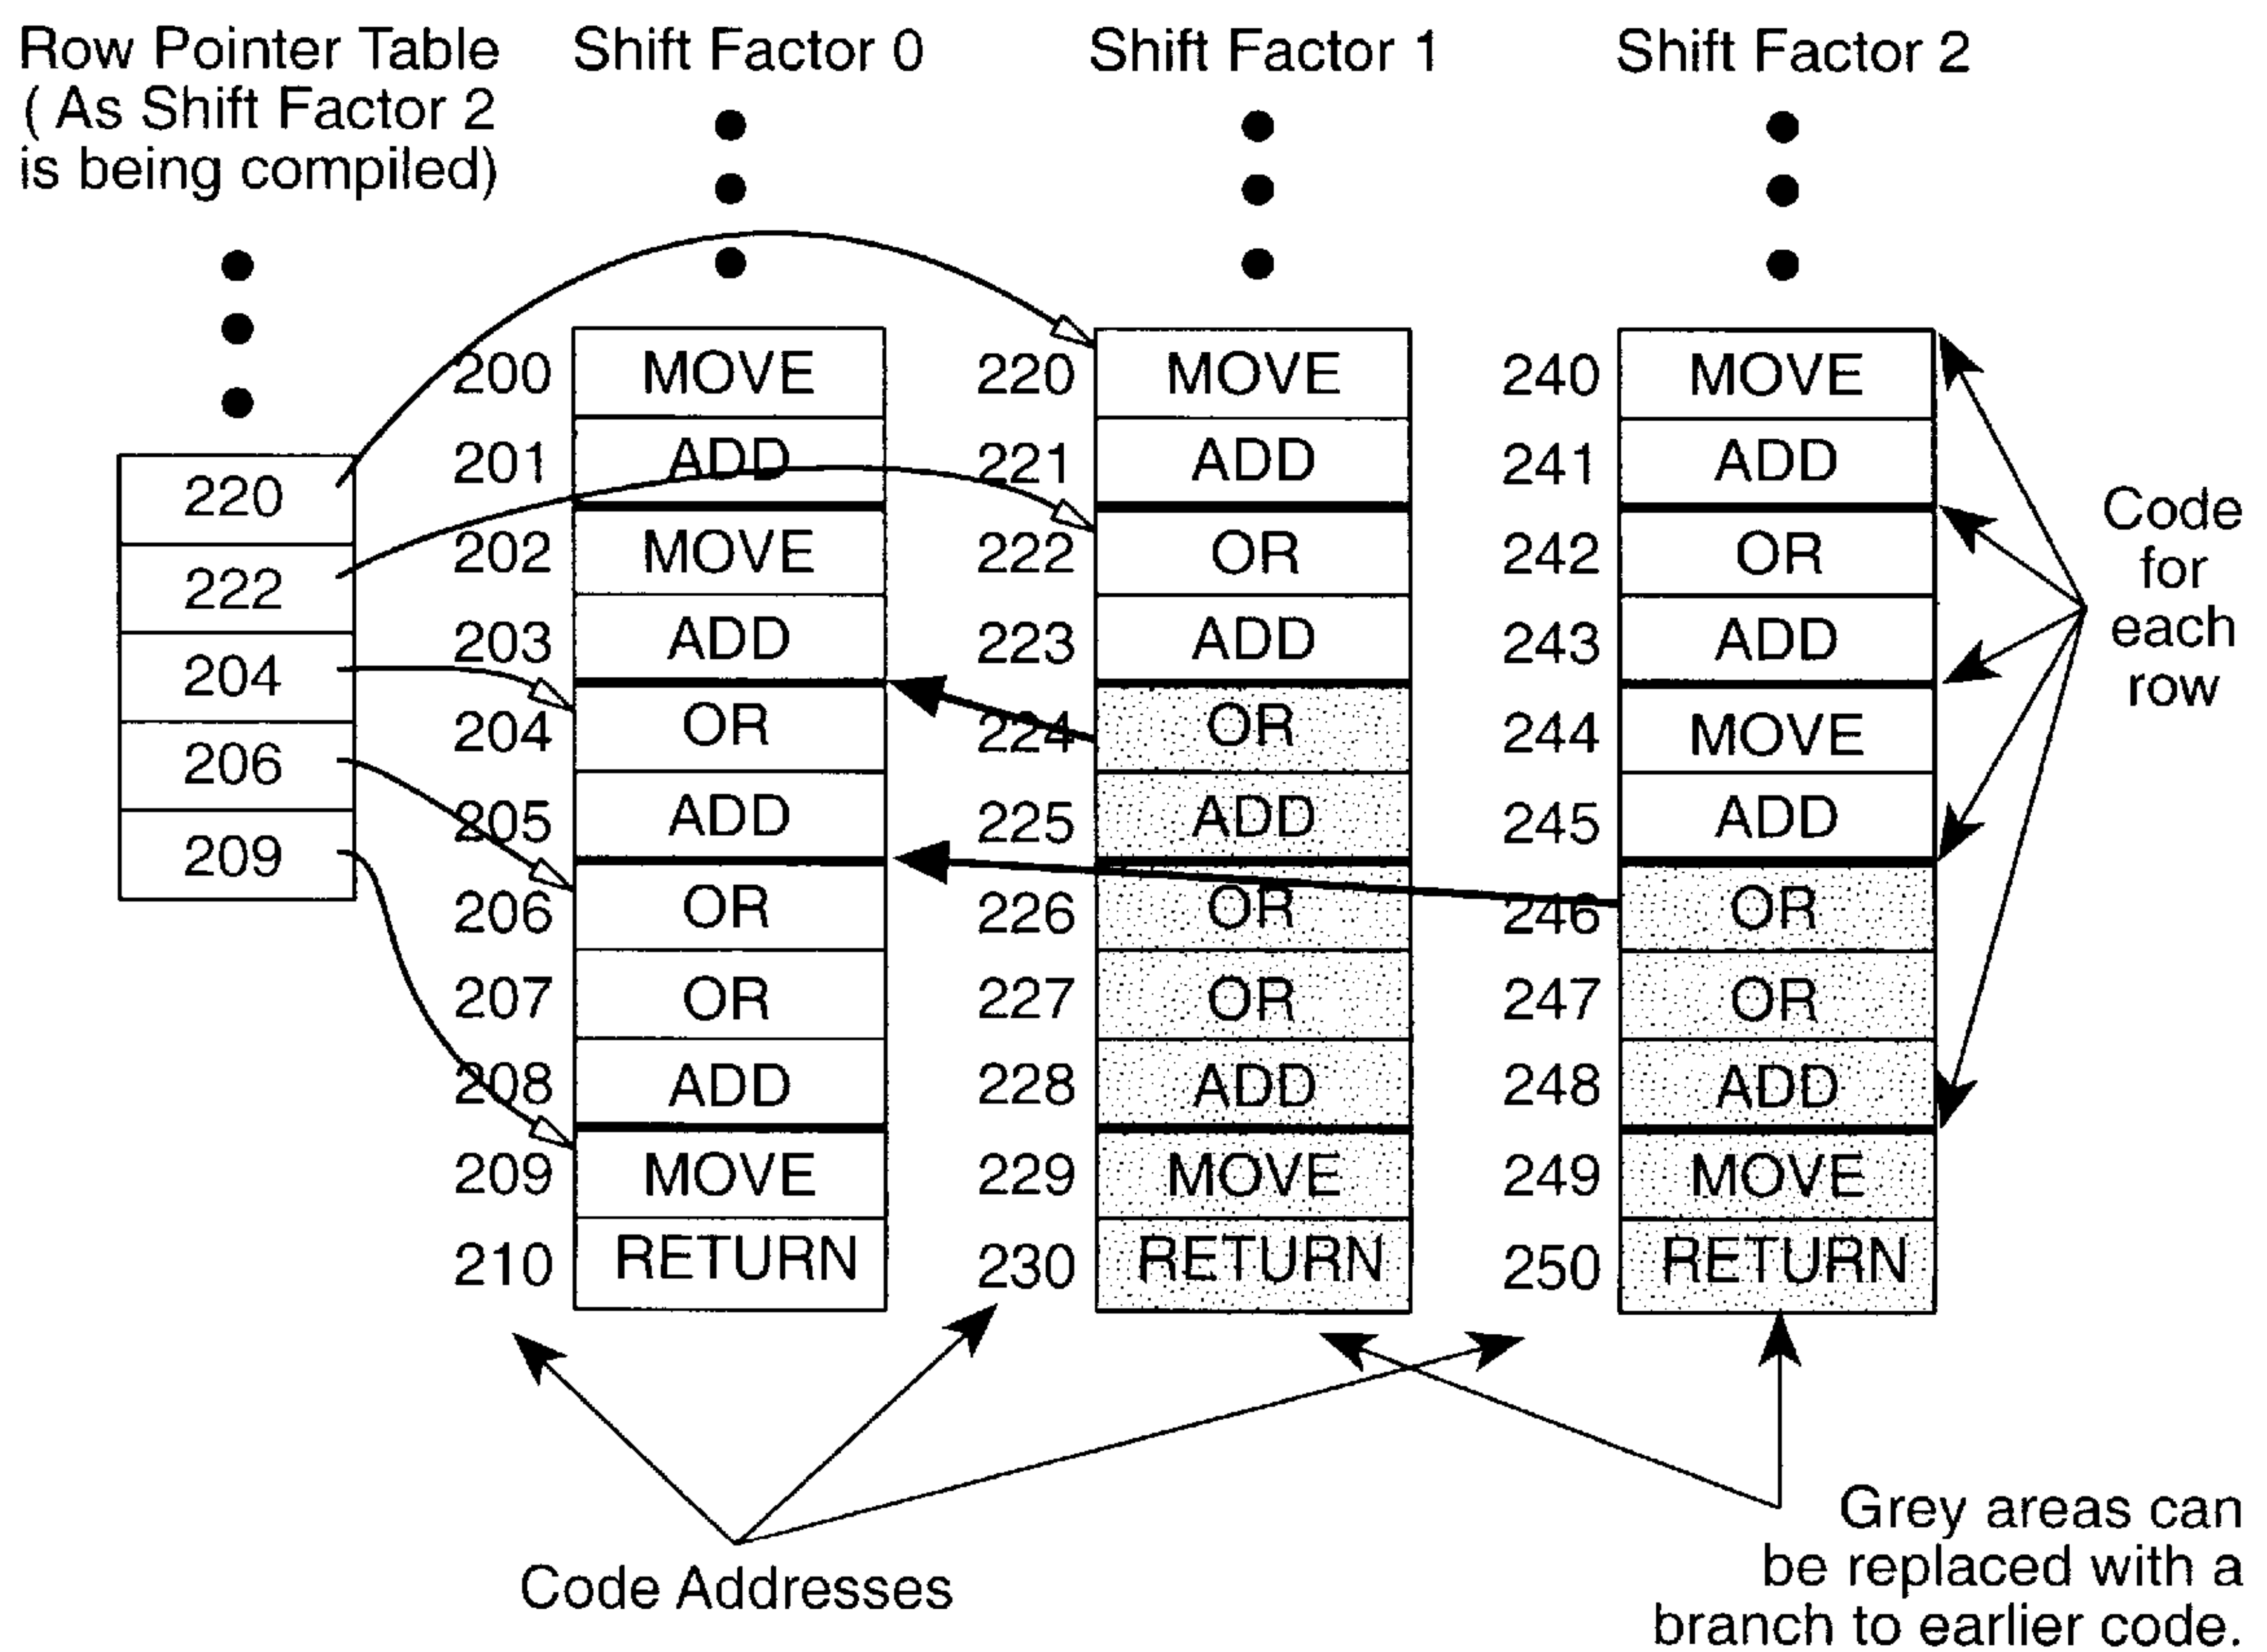 Row Pointer Table
( As Shift Factor 2
is being compiled)
Shift Factor 0
Shift Factor 1
Shift Factor 2
220
222
204
206
209
200 MOVE
201 ADD
202 MOVE
203 ADD
204 OR
205 ADD
206 OR
207 OR
208 ADD
209 MOVE
210 RETURN
220 MOVE
221 ADD
222 OR
223 ADD
224 OR
225 ADD
226 OR
227 OR
228 ADD
229 MOVE
230 RETURN
240 MOVE
241 ADD
242 OR
243 ADD
244 MOVE
245 ADD
246 OR
247 OR
248 ADD
249 MOVE
250 RETURN
Code
for
each
row
Code Addresses
Grey areas can
be replaced with a
branch to earlier code.